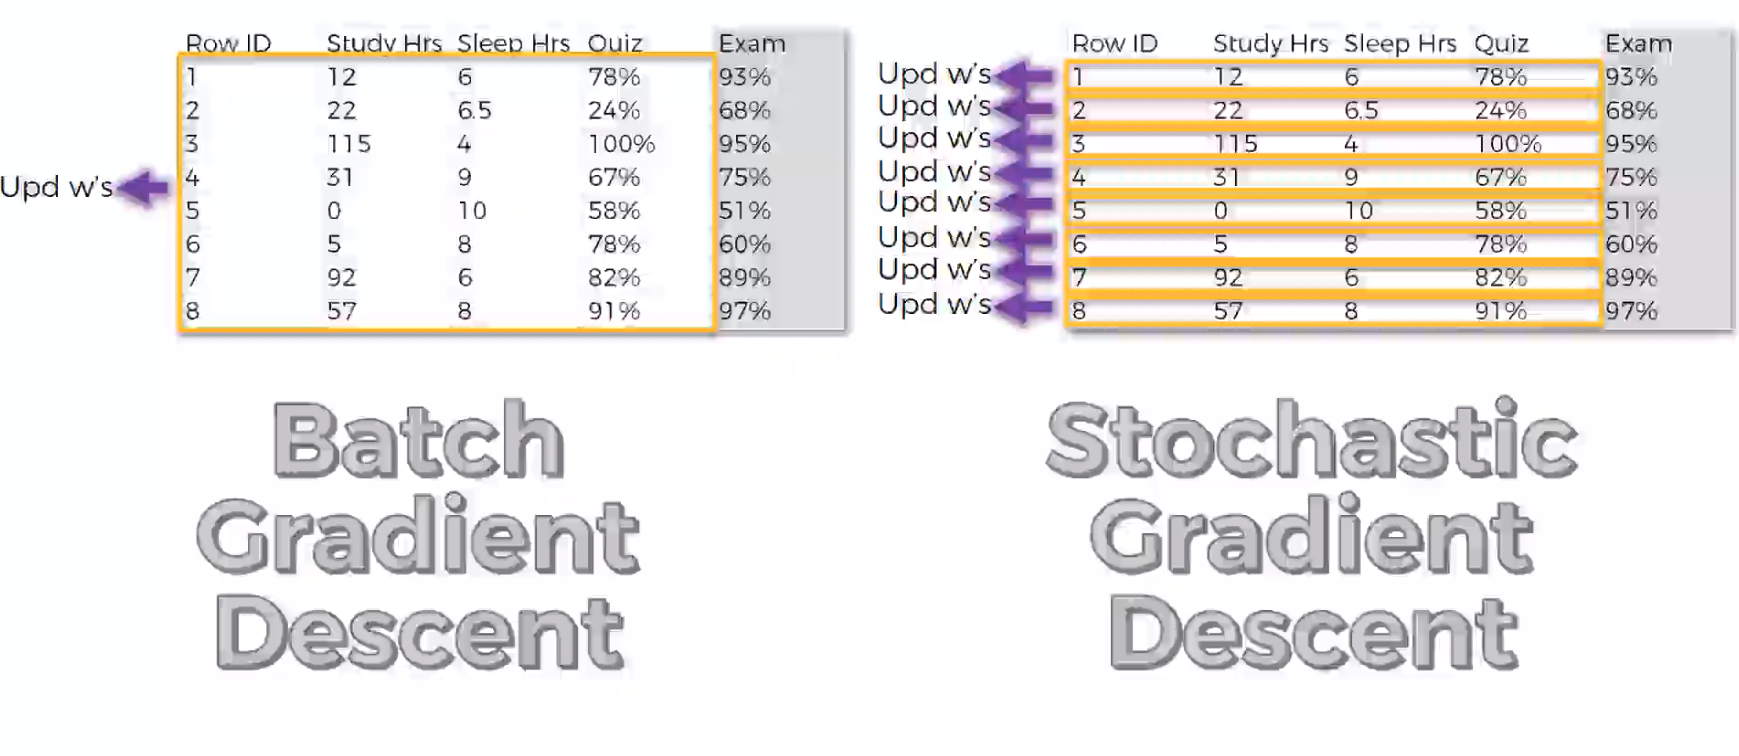 Row ID Study Hrs Sleep Hrs Quiz Exam
1 12 6 78% 93%
2 22 6.5 24% 68%
3 115 4 100% 95%
4 31 9 67% 75%
Upd w's
5 0 10 58% 51%
6 5 8 78% 60%
7 92 6 82% 89%
8 57 8 91% 97%
Batch
Gradient
Descent
Row ID Study Hrs Sleep Hrs Quiz Exam
Upd w's 1 12 6 78% 93%
Upd w's 2 22 6.5 24% 68%
Upd w's 3 115 4 100% 95%
Upd w's 4 31 9 67% 75%
Upd w's 5 0 10 58% 51%
Upd w's 6 5 8 78% 60%
Upd w's 7 92 6 82% 89%
Upd w's 8 57 8 91% 97%
Stochastic
Gradient
Descent